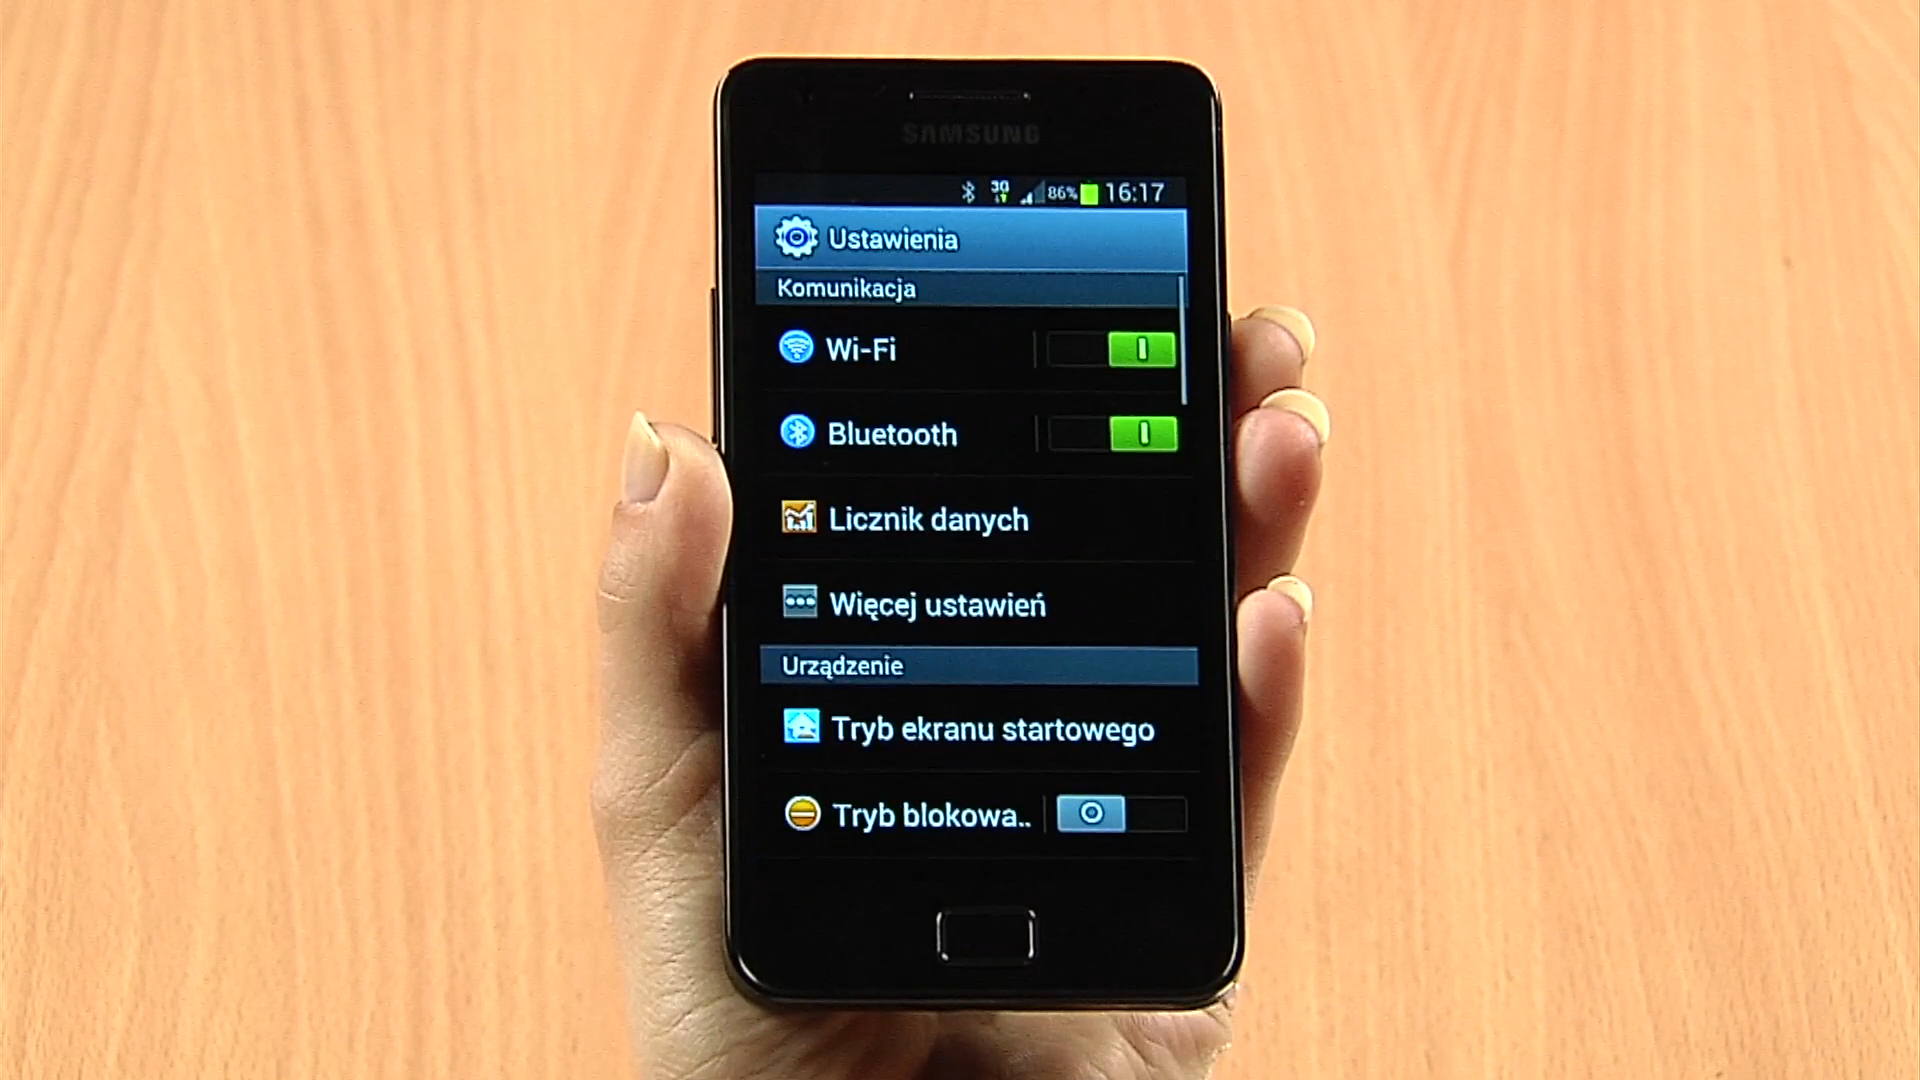 SAMSUNG
3G 86% 16:17
Ustawienia
Komunikacja
Wi-Fi
Bluetooth
Licznik danych
Więcej ustawień
Urządzenie
Tryb ekranu startowego
Tryb blokowa..